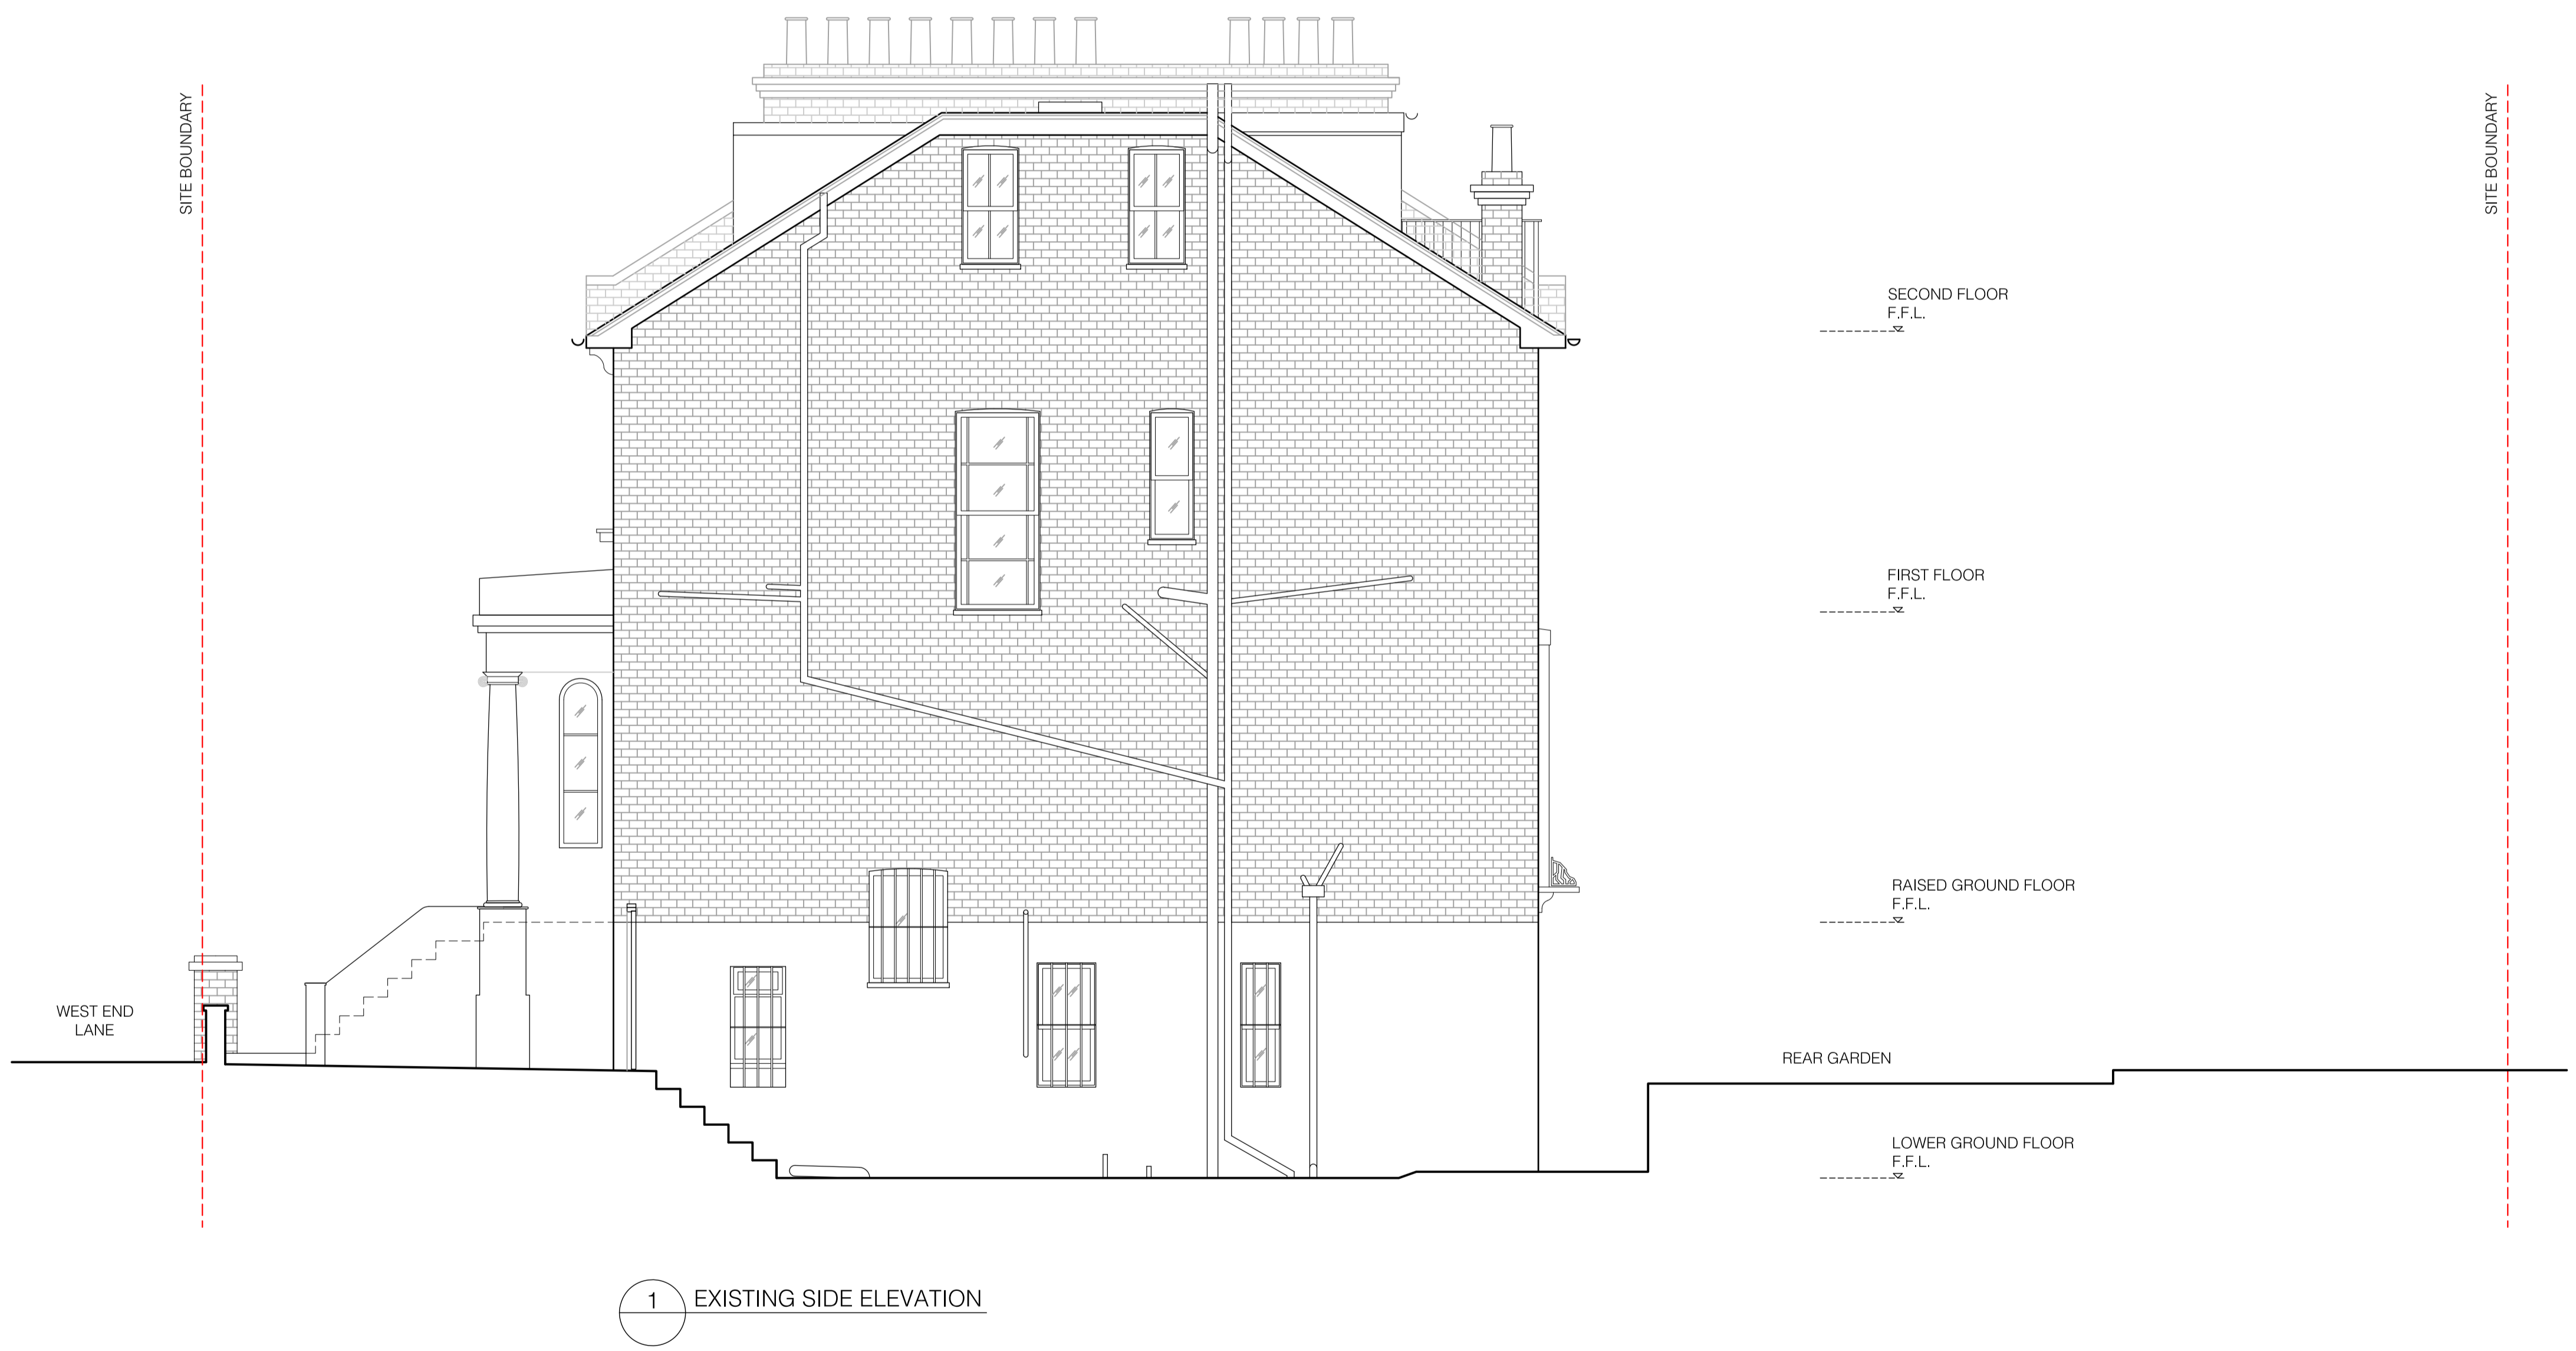 SITE BOUNDARY
SITE BOUNDARY
SECOND FLOOR
F.F.L.
FIRST FLOOR
F.F.L.
RAISED GROUND FLOOR
F.F.L.
WEST END
LANE
REAR GARDEN
LOWER GROUND FLOOR
F.F.L.
1 EXISTING SIDE ELEVATION